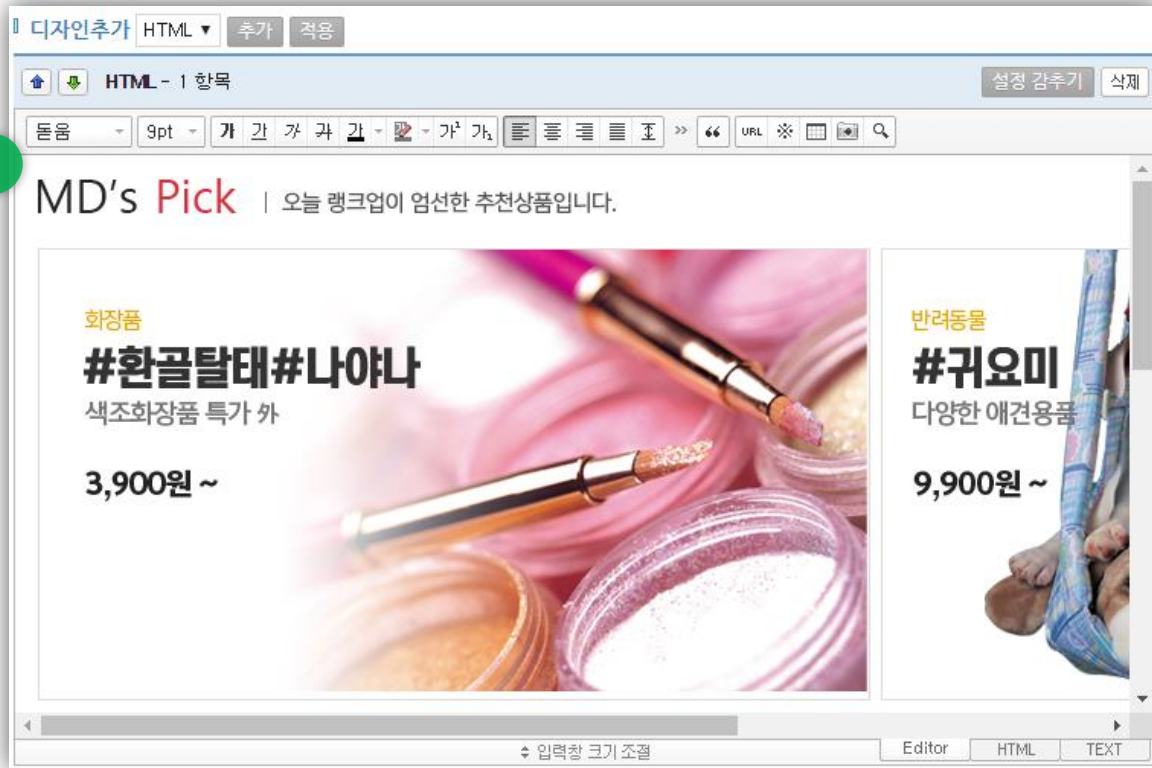 디자인추가 HTML ▼ 추가 적용
HTML - 1 항목 설정 감추기 삭제
돋움 9pt 가 가 가 가 가 가² 가₁ “ URL ※
MD's Pick | 오늘 랭크업이 엄선한 추천상품입니다.
화장품
#환골탈태#나야나
색조화장품 특가 外
3,900원 ~
반려동물
#귀요미
다양한 애견용품
9,900원 ~
입력창 크기 조절 Editor HTML TEXT